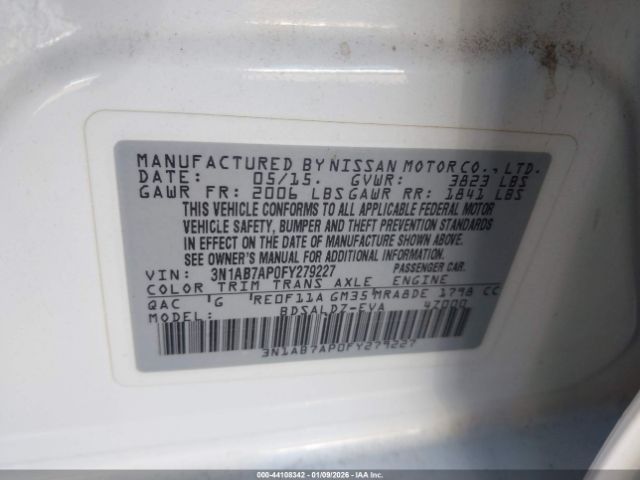 MANUFACTURED BY NISSAN MOTOR CO., LTD.
DATE: 05/15. GVWR: 3823 LBS
GAWR FR: 2006 LBS GAWR RR: 1841 LBS
THIS VEHICLE CONFORMS TO ALL APPLICABLE FEDERAL MOTOR
VEHICLE SAFETY, BUMPER AND THEFT PREVENTION STANDARDS
IN EFFECT ON THE DATE OF MANUFACTURE SHOWN ABOVE.
SEE OWNER'S MANUAL FOR ADDITIONAL INFORMATION.
VIN: 3N1AB7AP0FY279227 PASSENGER CAR.
COLOR TRIM TRANS AXLE ENGINE
QAC 'G 'RE0F11A GM35 'MRA8DE 1798 CC
MODEL: BDSALDZ-EVA 4Z000
3N1AB7AP0FY279227
000-44108342 | 01/09/2026 - IAA Inc.